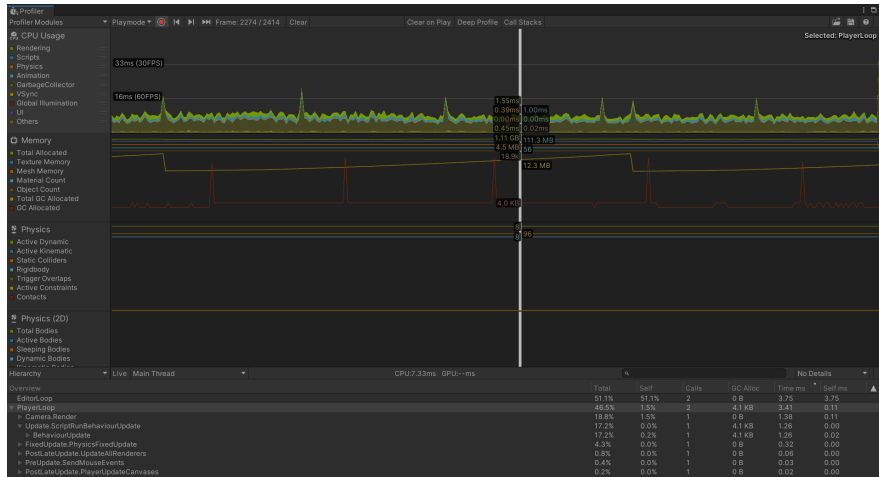 Profiler
Profiler Modules Playmode Frame: 2274 / 2414 Clear Clear on Play Deep Profile Call Stacks
CPU Usage
Rendering
Scripts
Physics
Animation
GarbageCollector
VSync
Global Illumination
UI
Others
Selected: PlayerLoop
33ms (30FPS)
16ms (60FPS)
1.55ms
0.39ms 1.00ms
0.00ms 0.00ms
0.45ms 0.02ms
Memory
Total Allocated
Texture Memory
Mesh Memory
Material Count
Object Count
Total GC Allocated
GC Allocated
1.11 GB 111.3 MB
4.5 MB 56
18.9k
12.3 MB
4.0 KB
Physics
Active Dynamic
Active Kinematic
Static Colliders
Rigidbody
Trigger Overlaps
Active Constraints
Contacts
96
Physics (2D)
Total Bodies
Active Bodies
Sleeping Bodies
Dynamic Bodies
Hierarchy Live Main Thread CPU:7.33ms GPU:--ms No Details
Overview Total Self Calls GC Alloc Time ms Self ms
EditorLoop 51.1% 51.1% 2 0 B 3.75 3.75
PlayerLoop 46.5% 1.5% 2 4.1 KB 3.41 0.11
Camera.Render 18.8% 1.5% 1 0 B 1.38 0.11
Update.ScriptRunBehaviourUpdate 17.2% 0.0% 1 4.1 KB 1.26 0.00
BehaviourUpdate 17.2% 0.2% 1 4.1 KB 1.26 0.02
FixedUpdate.PhysicsFixedUpdate 4.3% 0.0% 1 0 B 0.32 0.00
PostLateUpdate.UpdateAllRenderers 0.8% 0.0% 1 0 B 0.06 0.00
PreUpdate.SendMouseEvents 0.4% 0.0% 1 0 B 0.03 0.00
PostLateUpdate.PlayerUpdateCanvases 0.2% 0.0% 1 0 B 0.02 0.00